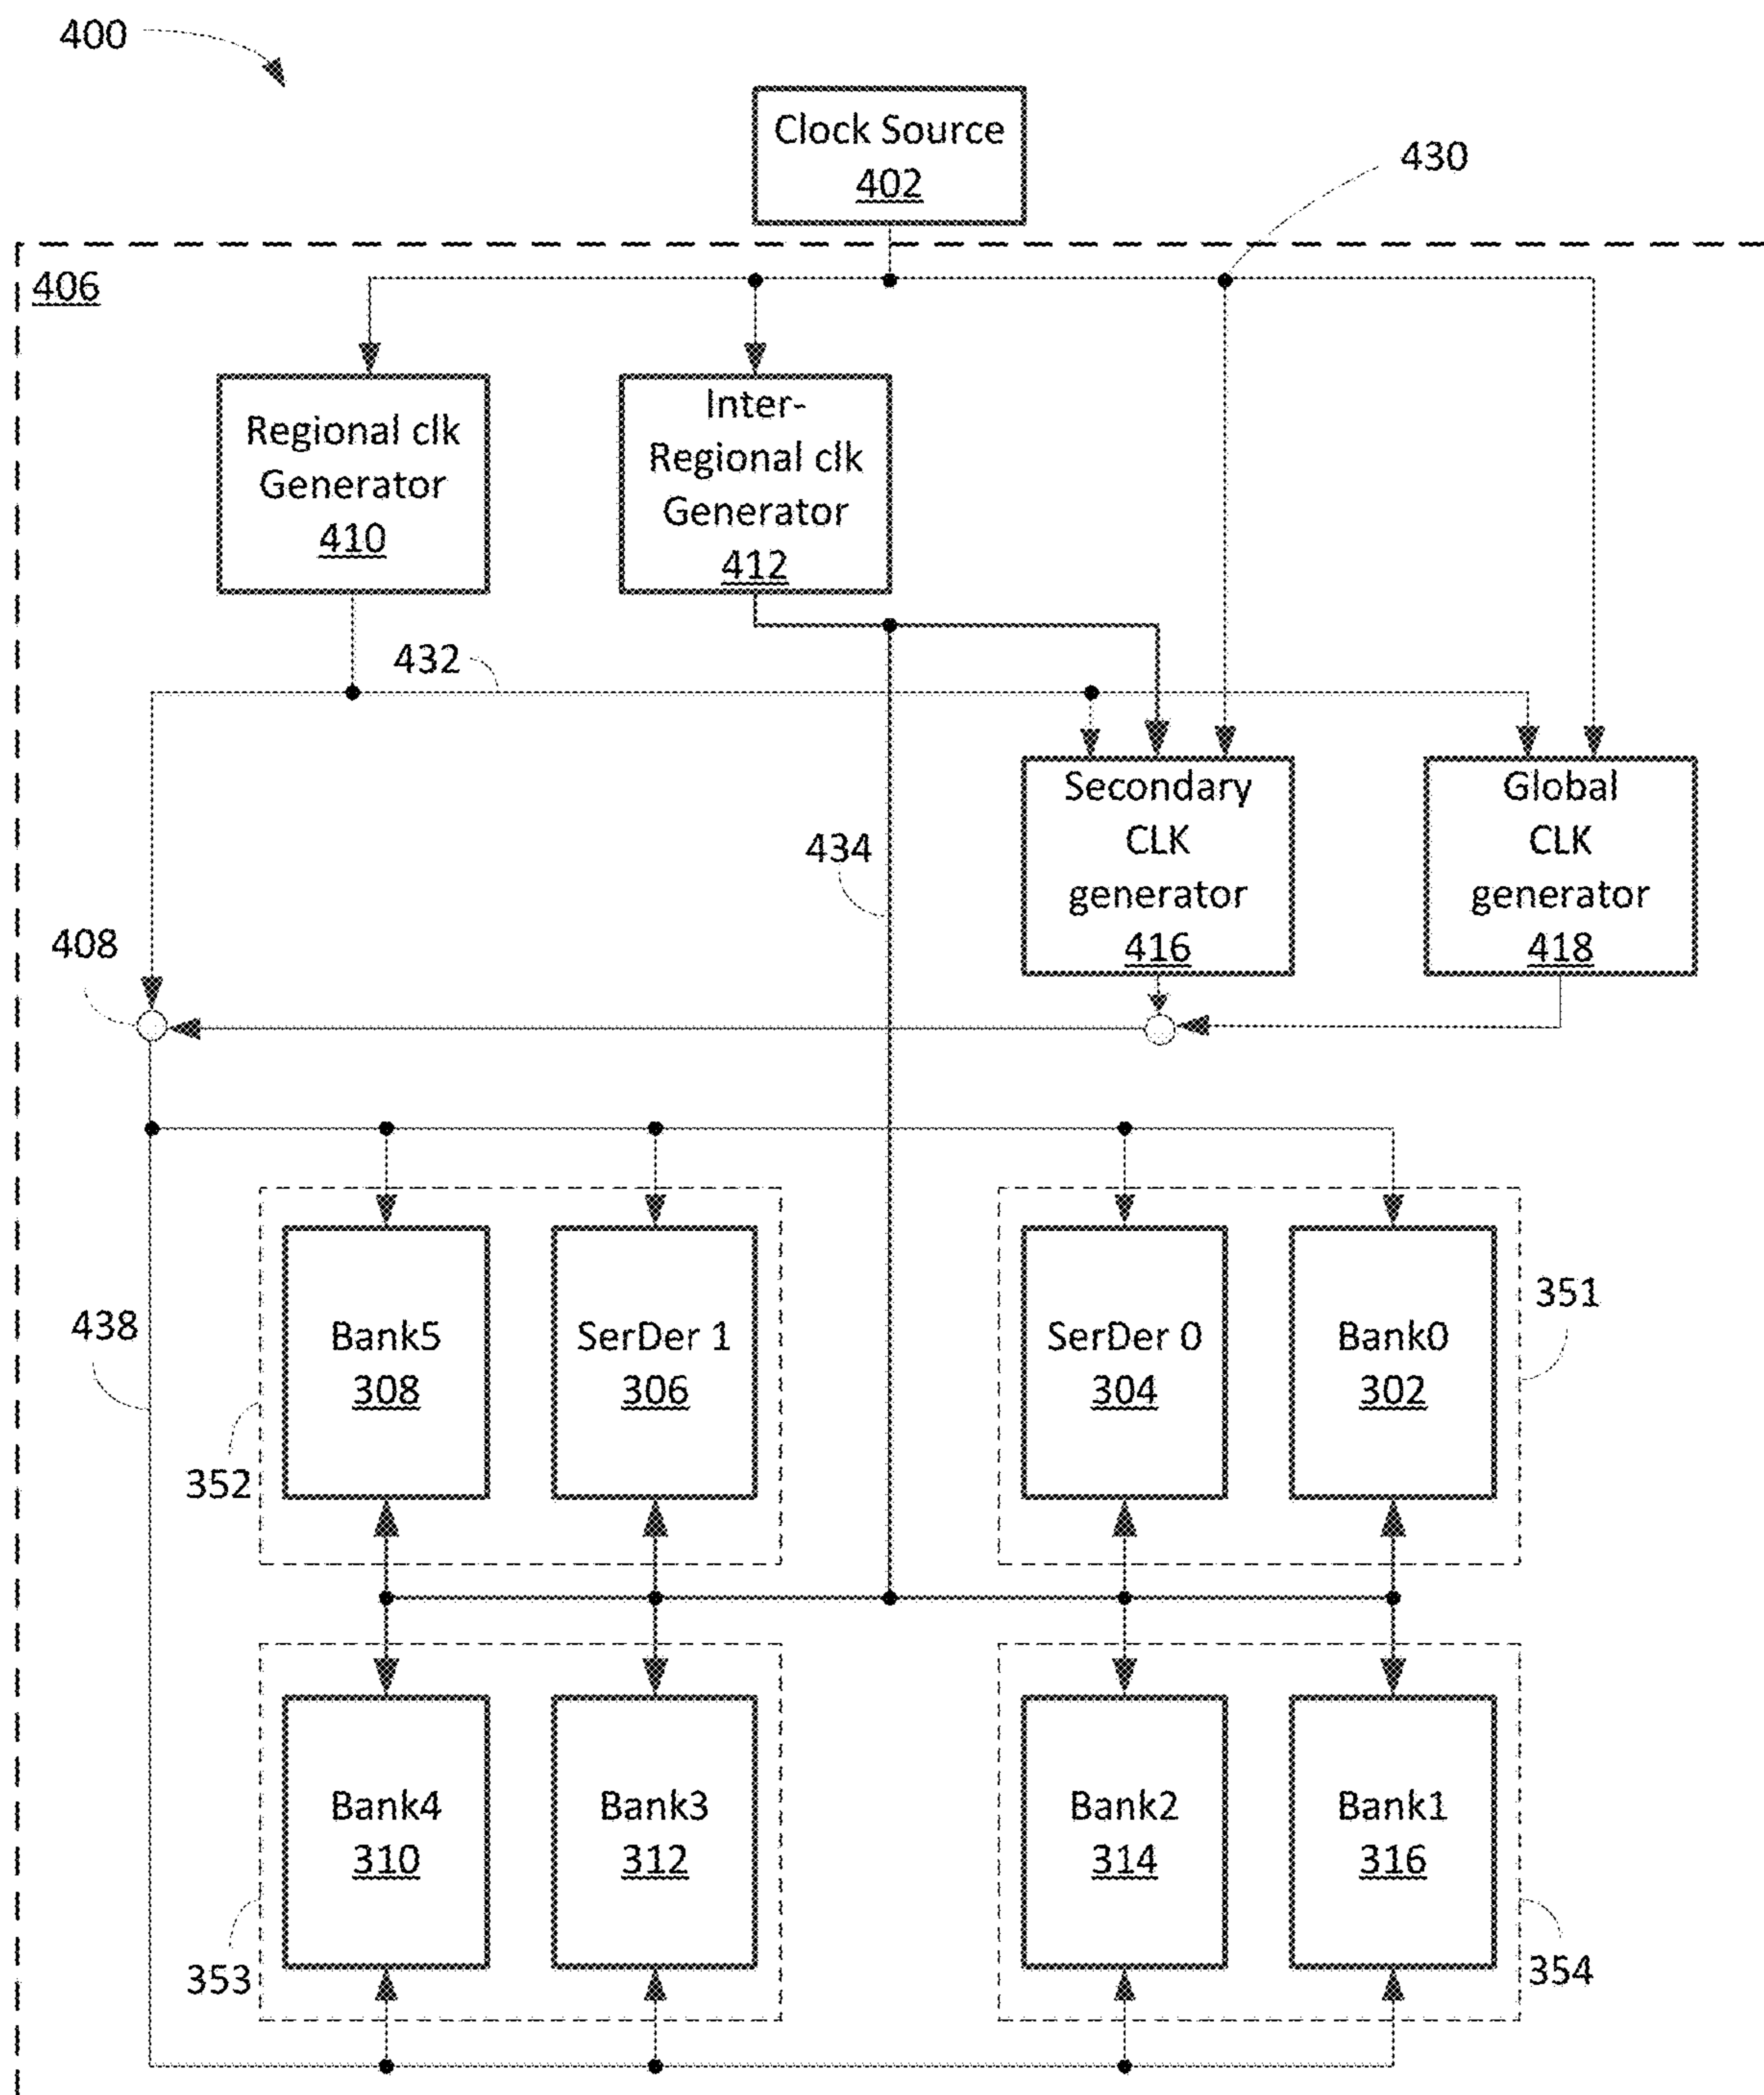 400
Clock Source
402
430
406
Regional clk
Generator
410
Inter-
Regional clk
Generator
412
432
434
Secondary
CLK
generator
416
Global
CLK
generator
418
408
438
Bank5
308
SerDer 1
306
SerDer 0
304
Bank0
302
351
352
Bank4
310
Bank3
312
Bank2
314
Bank1
316
353
354